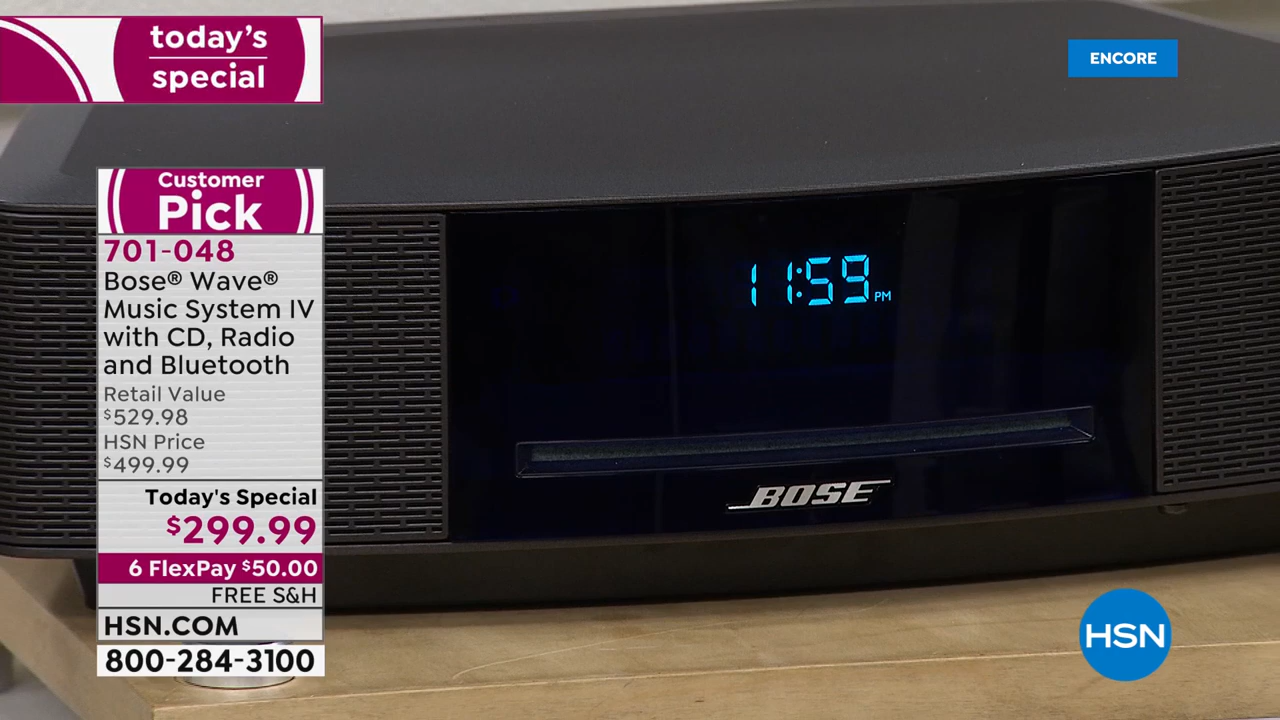 today's
special
ENCORE
Customer
Pick
701-048
Bose® Wave®
Music System IV
with CD, Radio
and Bluetooth
Retail Value
$529.98
HSN Price
$499.99
Today's Special
$299.99
6 FlexPay $50.00
FREE S&H
HSN.COM
800-284-3100
11:59 PM
BOSE
HSN